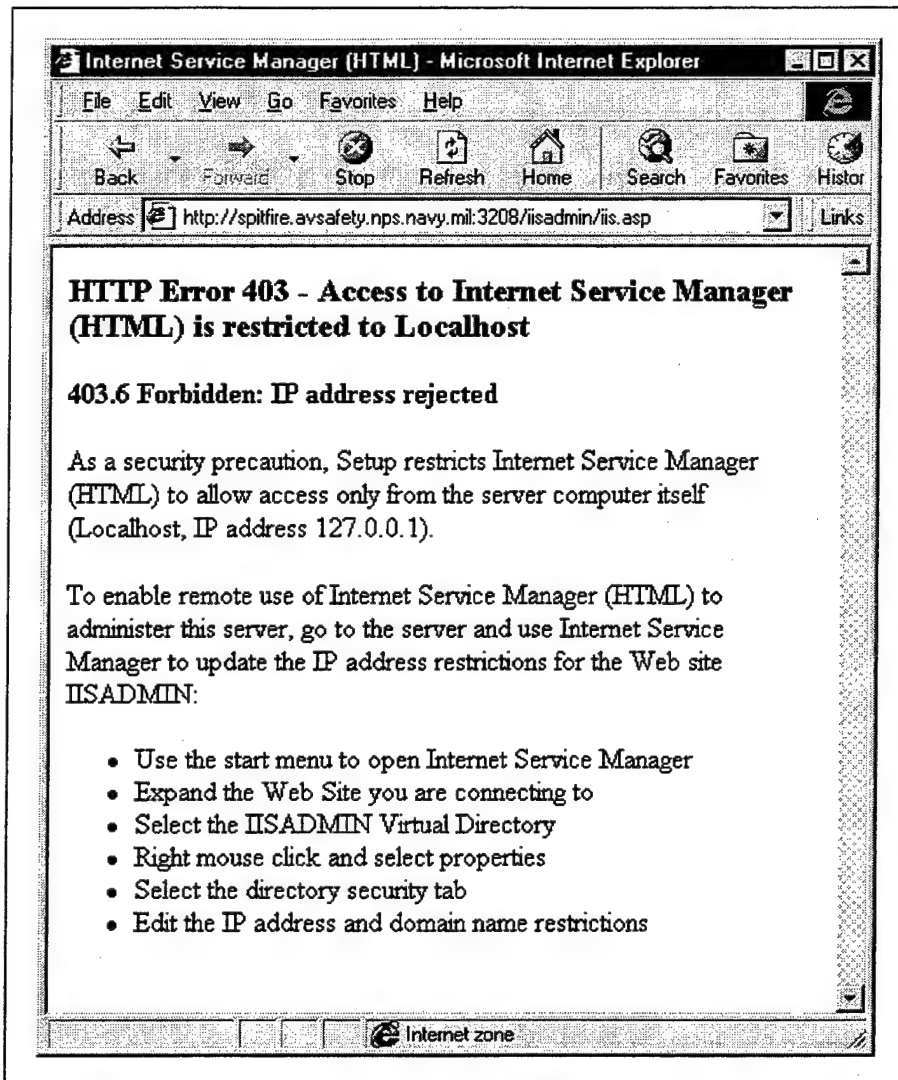 Internet Service Manager (HTML) - Microsoft Internet Explorer
File Edit View Go Favorites Help
Back Forward Stop Refresh Home Search Favorites Histor
Address http://spitfire.avsafety.nps.navy.mil:3208/iisadmin/iis.asp Links
HTTP Error 403 - Access to Internet Service Manager
(HTML) is restricted to Localhost
403.6 Forbidden: IP address rejected
As a security precaution, Setup restricts Internet Service Manager
(HTML) to allow access only from the server computer itself
(Localhost, IP address 127.0.0.1).
To enable remote use of Internet Service Manager (HTML) to
administer this server, go to the server and use Internet Service
Manager to update the IP address restrictions for the Web site
IISADMIN:
• Use the start menu to open Internet Service Manager
• Expand the Web Site you are connecting to
• Select the IISADMIN Virtual Directory
• Right mouse click and select properties
• Select the directory security tab
• Edit the IP address and domain name restrictions
Internet zone